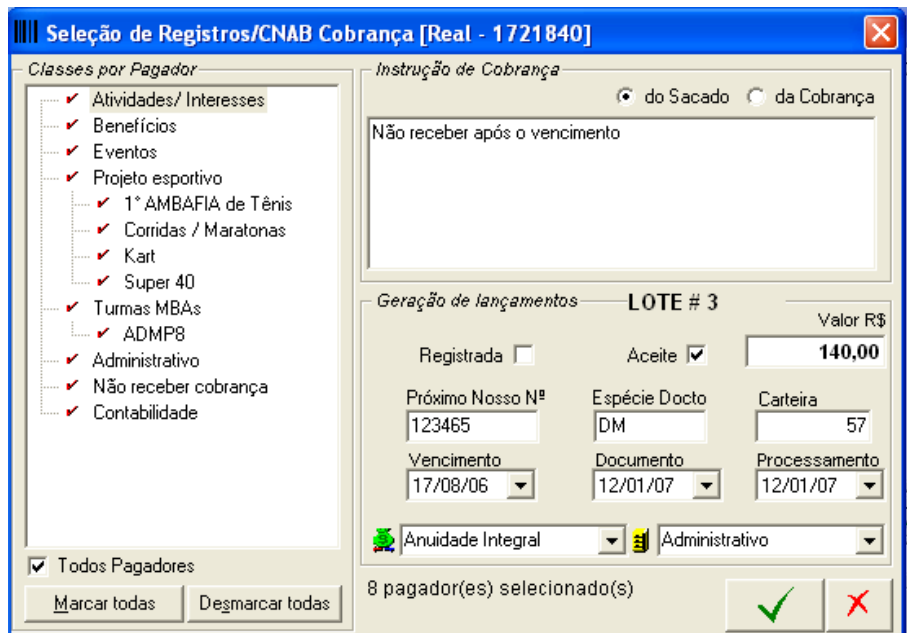 Seleção de Registros/CNAB Cobrança [Real - 1721840]
Classes por Pagador
Atividades/ Interesses
Benefícios
Eventos
Projeto esportivo
1° AMBAFIA de Tênis
Corridas / Maratonas
Kart
Super 40
Turmas MBAs
ADMP8
Administrativo
Não receber cobrança
Contabilidade
Todos Pagadores
Marcar todas Desmarcar todas
Instrução de Cobrança
do Sacado da Cobrança
Não receber após o vencimento
Geração de lançamentos LOTE # 3
Valor R$
Registrada Aceite 140,00
Próximo Nosso Nº Espécie Docto Carteira
123465 DM 57
Vencimento Documento Processamento
17/08/06 12/01/07 12/01/07
Anuidade Integral Administrativo
8 pagador(es) selecionado(s)